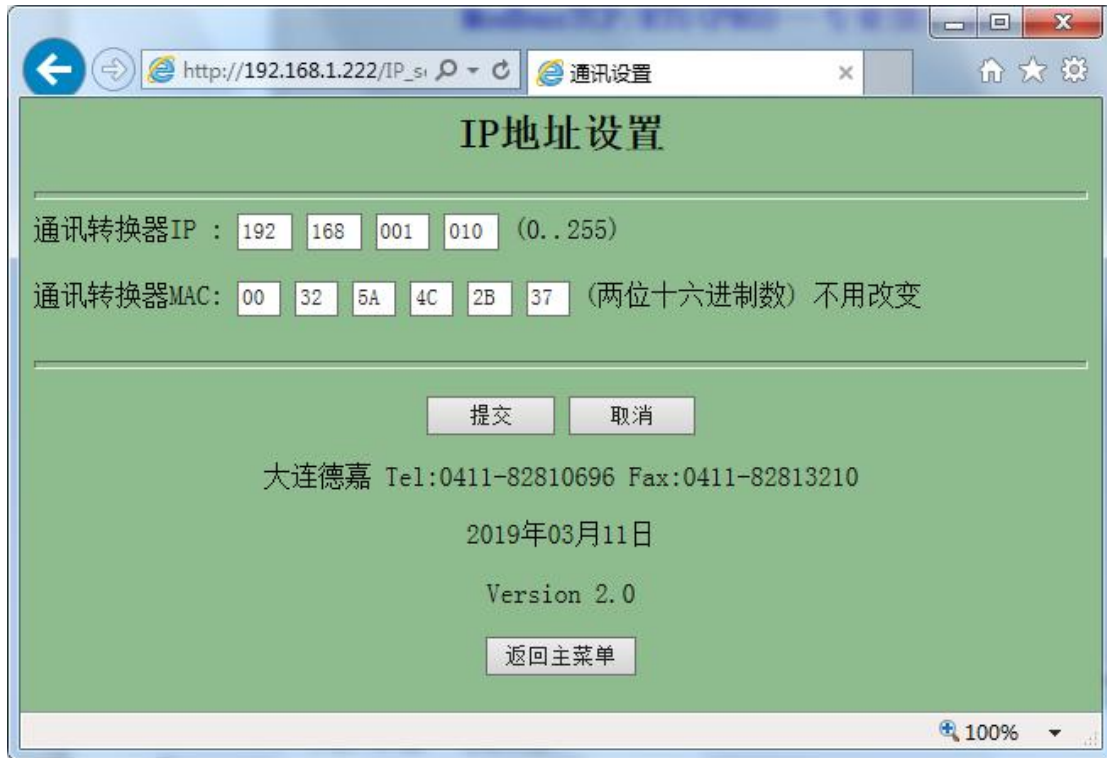 http://192.168.1.222/IP_s
通讯设置
IP地址设置
通讯转换器IP : 192 168 001 010 (0..255)
通讯转换器MAC: 00 32 5A 4C 2B 37 (两位十六进制数) 不用改变
提交 取消
大连德嘉 Tel:0411-82810696 Fax:0411-82813210
2019年03月11日
Version 2.0
返回主菜单
100%